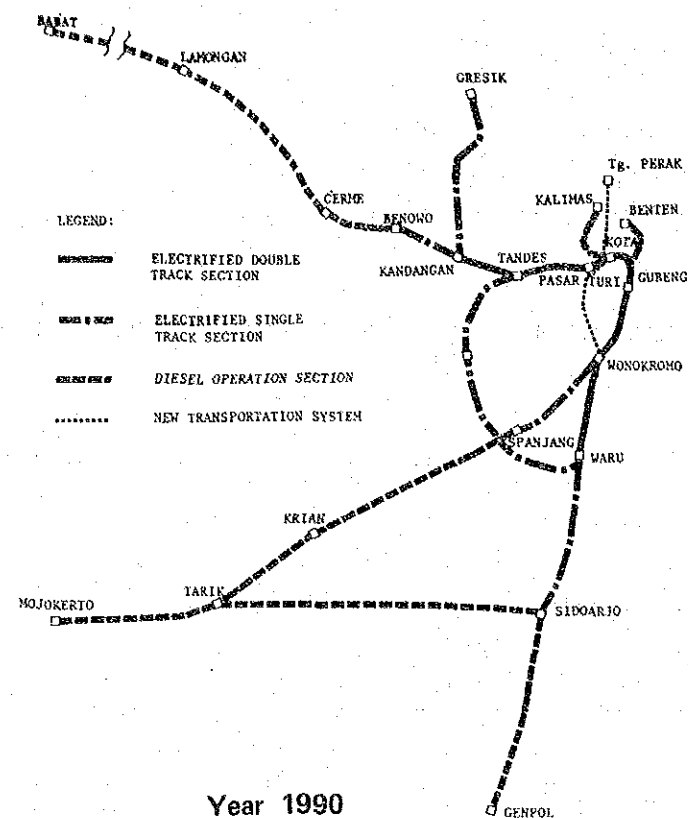 BABAT
LAMONGAN
GRESIK
Tg. PERAK
KALIMAS
BENTEN
CERME
BENOWO
KOTA
LEGEND:
KANDANGAN
TANDES
PASAR TURI
GUBENG
ELECTRIFIED DOUBLE
TRACK SECTION
ELECTRIFIED SINGLE
TRACK SECTION
WONOKROMO
DIESEL OPERATION SECTION
NEW TRANSPORTATION SYSTEM
SPANJANG
WARU
KRIAN
TARIK
MOJOKERTO
SIDOARJO
Year 1990
GENPOL